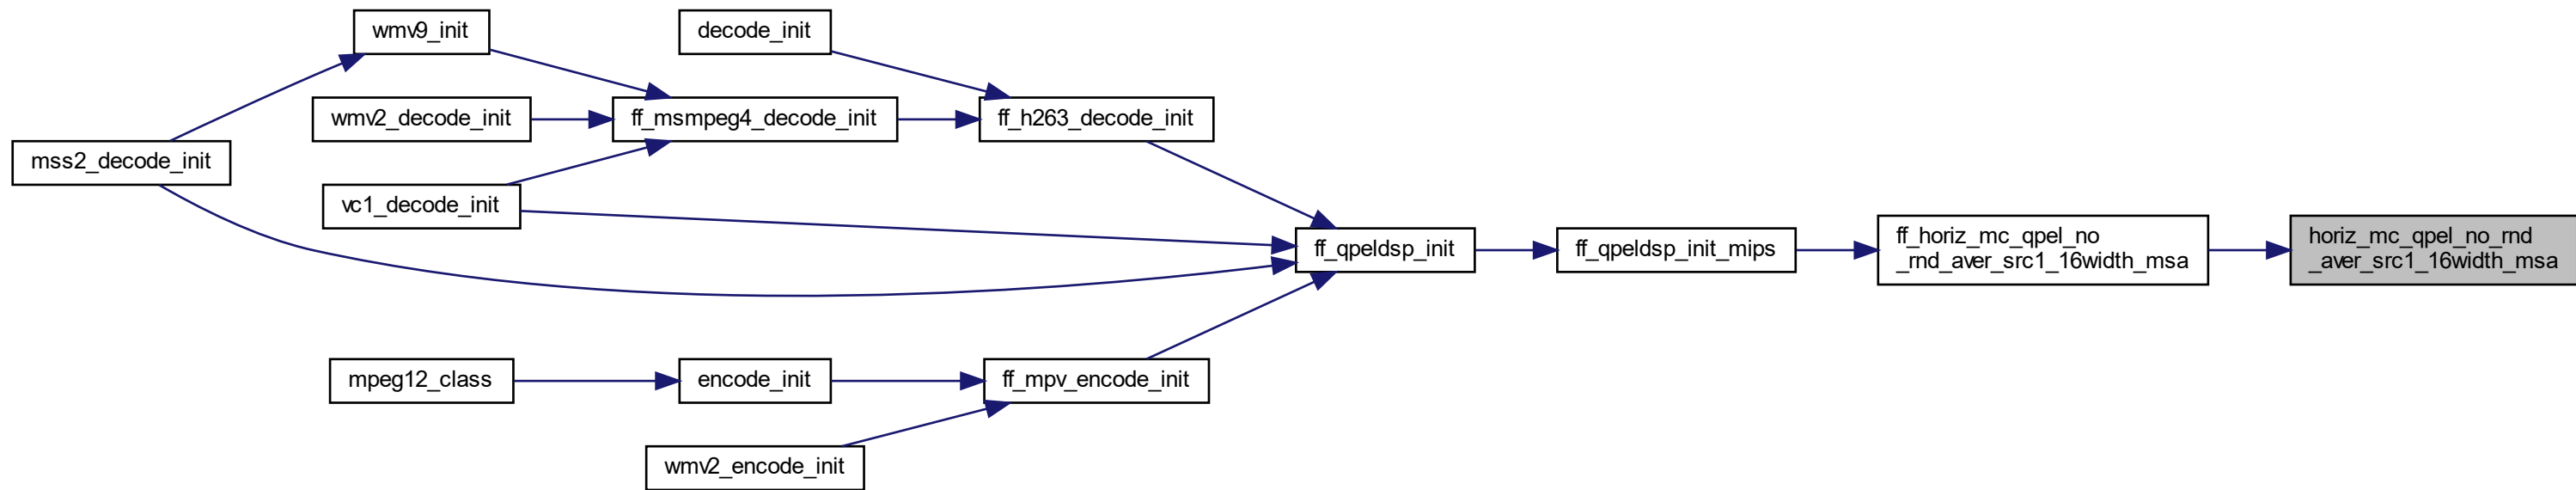 wmv9_init
decode_init
wmv2_decode_init
ff_msmpeg4_decode_init
ff_h263_decode_init
mss2_decode_init
vc1_decode_init
ff_qpeldsp_init
ff_qpeldsp_init_mips
ff_horiz_mc_qpel_no
_rnd_aver_src1_16width_msa
horiz_mc_qpel_no_rnd
_aver_src1_16width_msa
mpeg12_class
encode_init
ff_mpv_encode_init
wmv2_encode_init